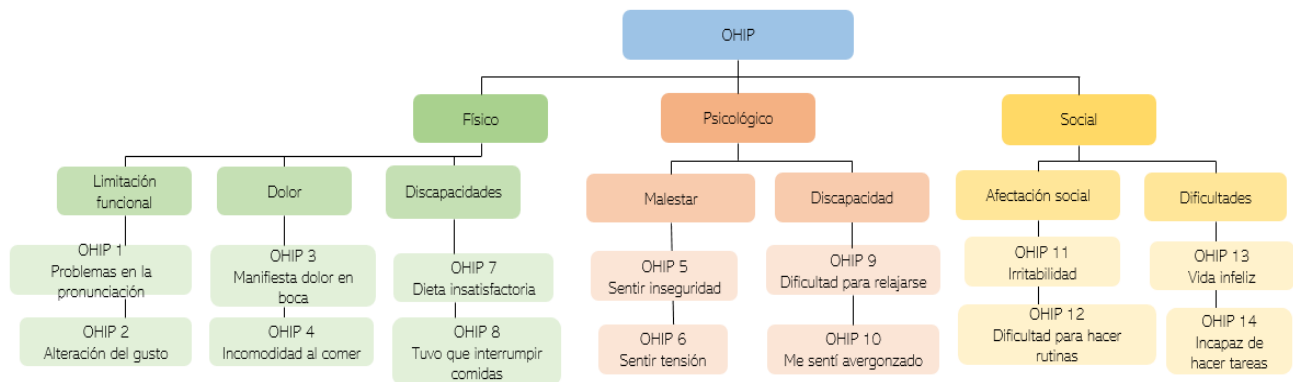 OHIP
Físico
Psicológico
Social
Limitación
funcional
Dolor
Discapacidades
Malestar
Discapacidad
Afectación social
Dificultades
OHIP 1
Problemas en la
pronunciación
OHIP 3
Manifiesta dolor en
boca
OHIP 7
Dieta insatisfactoria
OHIP 5
Sentir inseguridad
OHIP 9
Dificultad para relajarse
OHIP 11
Irritabilidad
OHIP 13
Vida infeliz
OHIP 2
Alteración del gusto
OHIP 4
Incomodidad al comer
OHIP 8
Tuvo que interrumpir
comidas
OHIP 6
Sentir tensión
OHIP 10
Me sentí avergonzado
OHIP 12
Dificultad para hacer
rutinas
OHIP 14
Incapaz de
hacer tareas